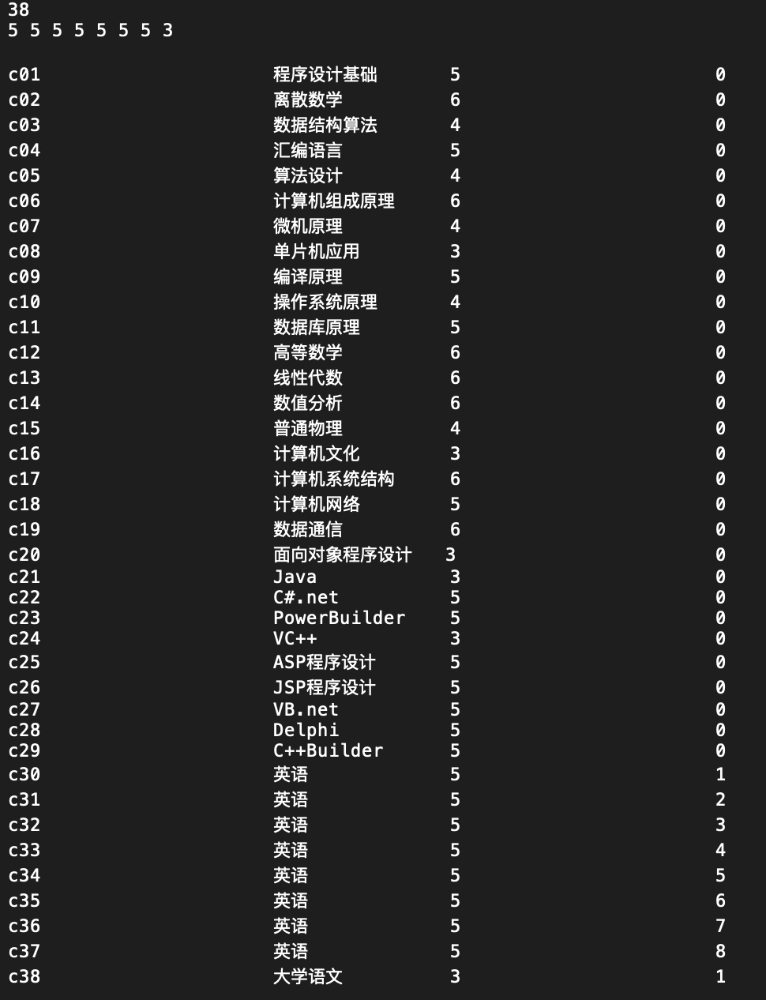 38
5 5 5 5 5 5 5 3
c01 程序设计基础 5 0
c02 离散数学 6 0
c03 数据结构算法 4 0
c04 汇编语言 5 0
c05 算法设计 4 0
c06 计算机组成原理 6 0
c07 微机原理 4 0
c08 单片机应用 3 0
c09 编译原理 5 0
c10 操作系统原理 4 0
c11 数据库原理 5 0
c12 高等数学 6 0
c13 线性代数 6 0
c14 数值分析 6 0
c15 普通物理 4 0
c16 计算机文化 3 0
c17 计算机系统结构 6 0
c18 计算机网络 5 0
c19 数据通信 6 0
c20 面向对象程序设计 3 0
c21 Java 3 0
c22 C#.net 5 0
c23 PowerBuilder 5 0
c24 VC++ 3 0
c25 ASP程序设计 5 0
c26 JSP程序设计 5 0
c27 VB.net 5 0
c28 Delphi 5 0
c29 C++Builder 5 0
c30 英语 5 1
c31 英语 5 2
c32 英语 5 3
c33 英语 5 4
c34 英语 5 5
c35 英语 5 6
c36 英语 5 7
c37 英语 5 8
c38 大学语文 3 1